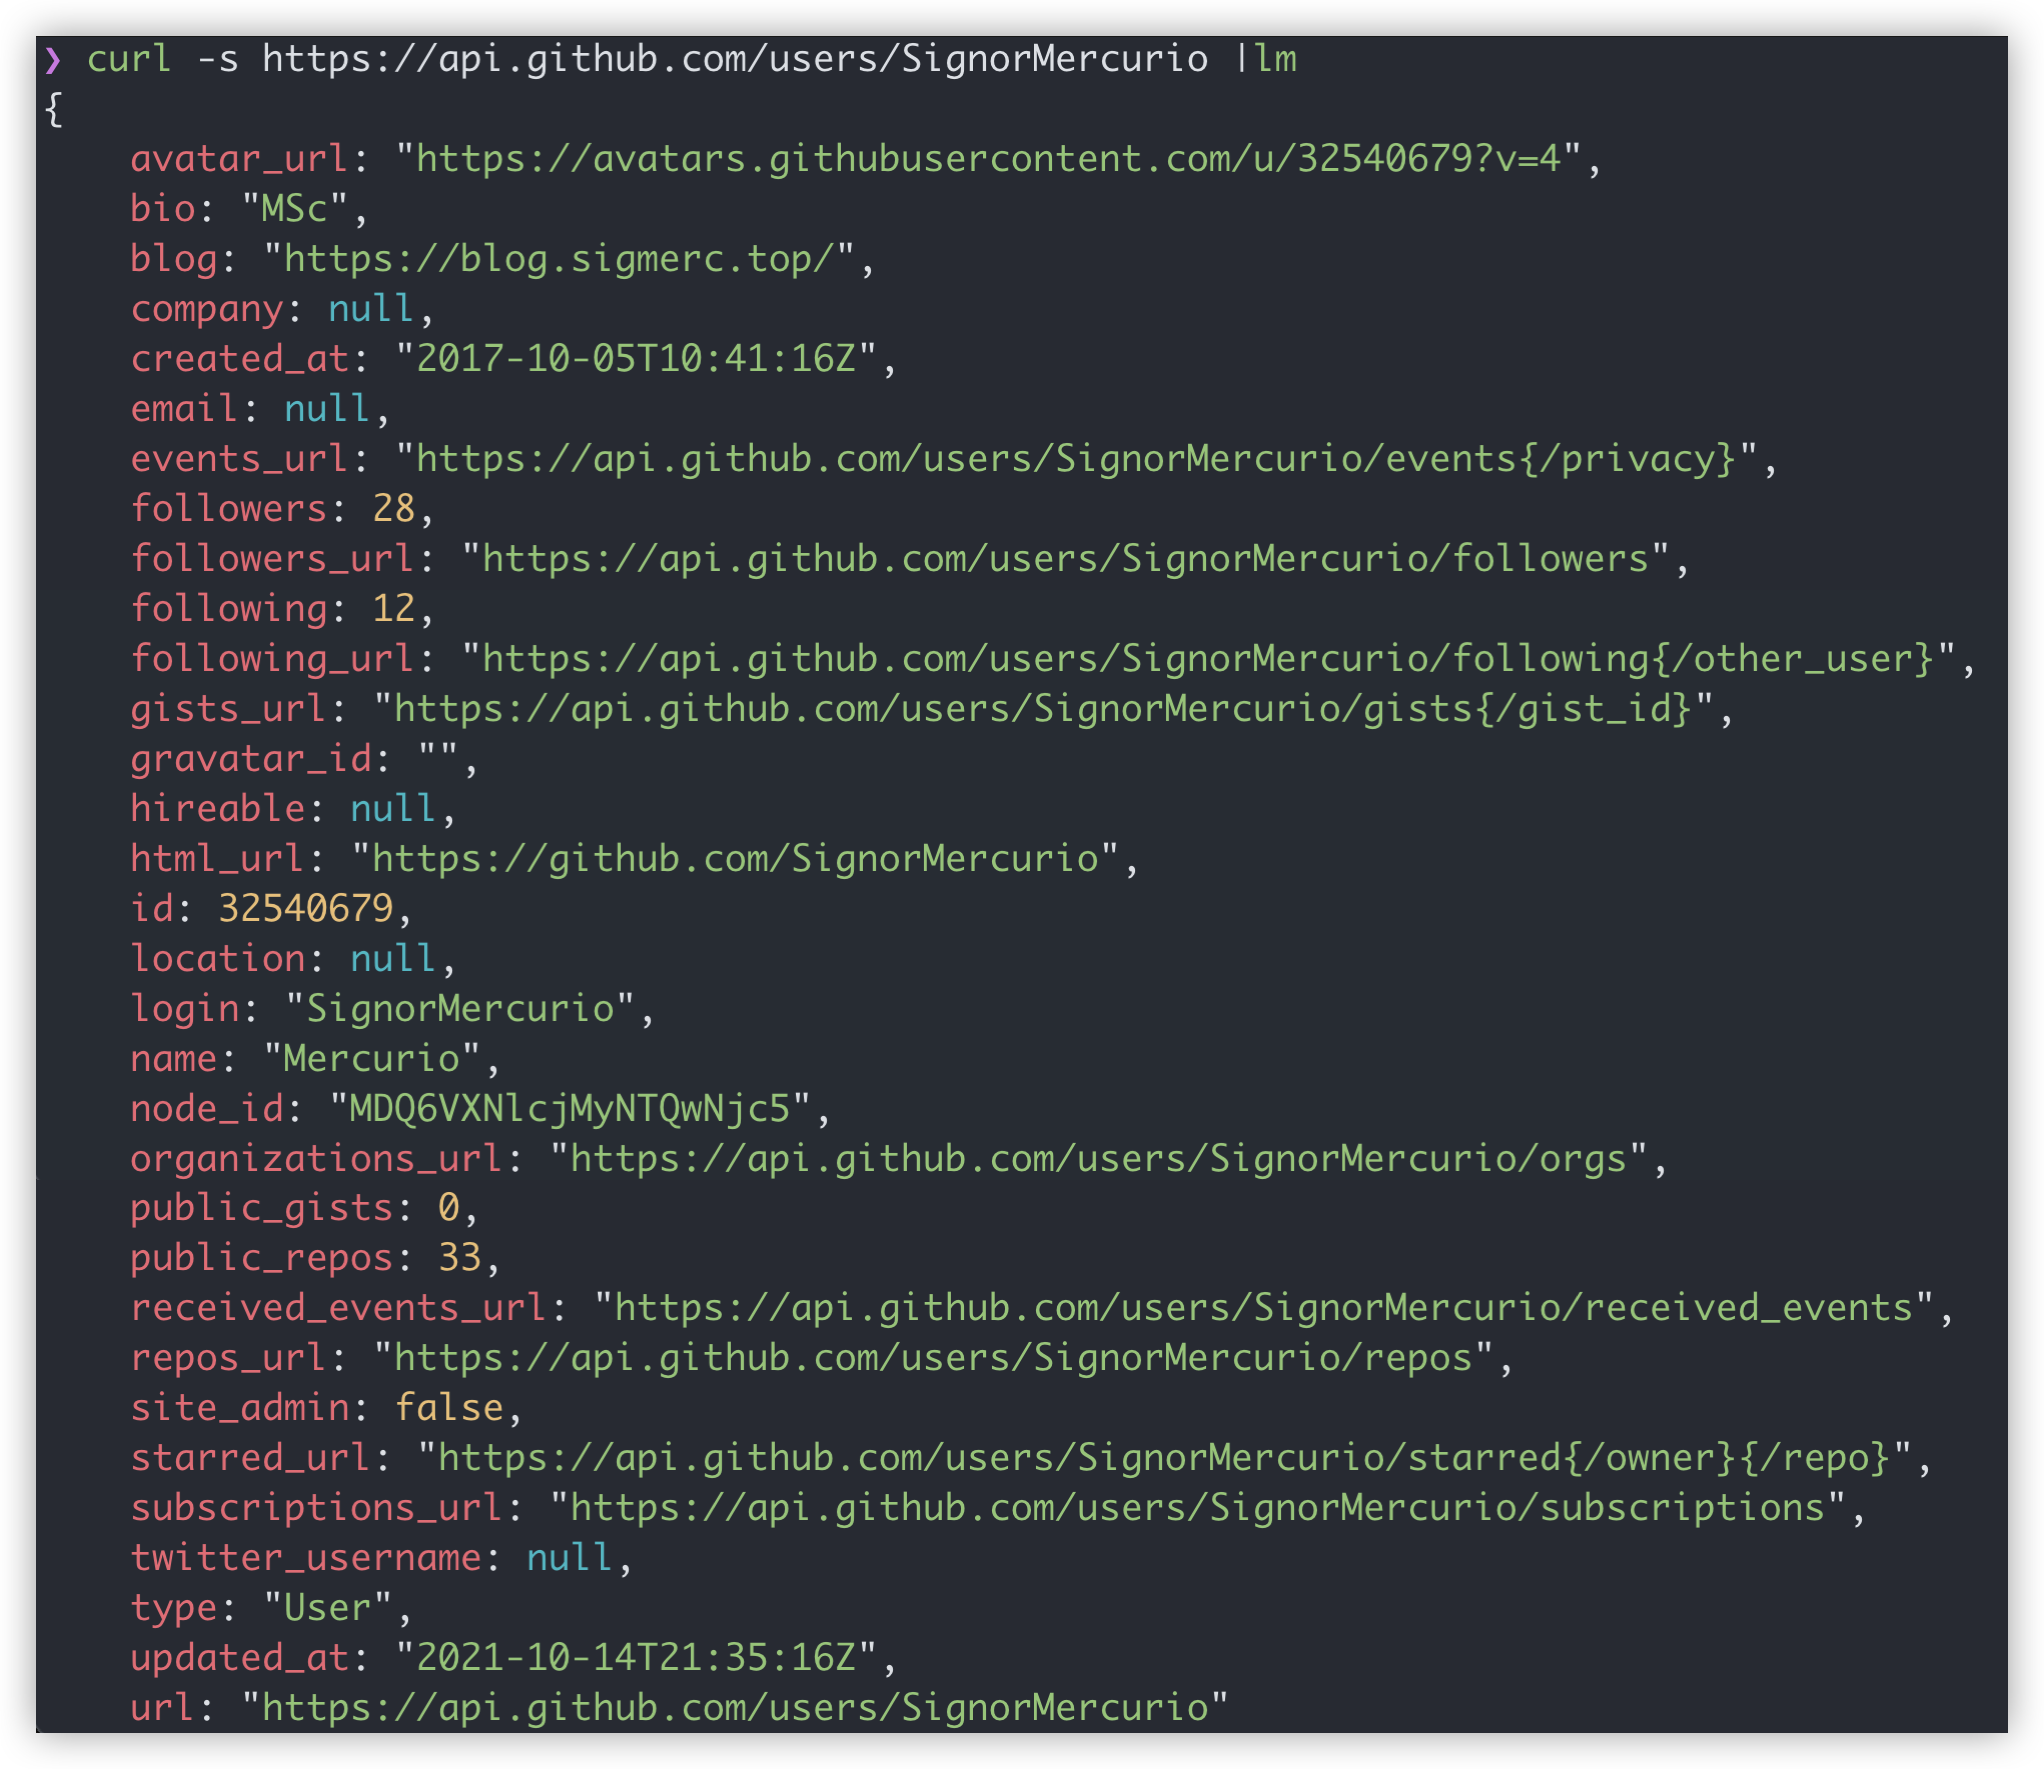 ❯ curl -s https://api.github.com/users/SignorMercurio |lm
{
    avatar_url: "https://avatars.githubusercontent.com/u/32540679?v=4",
    bio: "MSc",
    blog: "https://blog.sigmerc.top/",
    company: null,
    created_at: "2017-10-05T10:41:16Z",
    email: null,
    events_url: "https://api.github.com/users/SignorMercurio/events{/privacy}",
    followers: 28,
    followers_url: "https://api.github.com/users/SignorMercurio/followers",
    following: 12,
    following_url: "https://api.github.com/users/SignorMercurio/following{/other_user}",
    gists_url: "https://api.github.com/users/SignorMercurio/gists{/gist_id}",
    gravatar_id: "",
    hireable: null,
    html_url: "https://github.com/SignorMercurio",
    id: 32540679,
    location: null,
    login: "SignorMercurio",
    name: "Mercurio",
    node_id: "MDQ6VXNlcjMyNTQwNjc5",
    organizations_url: "https://api.github.com/users/SignorMercurio/orgs",
    public_gists: 0,
    public_repos: 33,
    received_events_url: "https://api.github.com/users/SignorMercurio/received_events",
    repos_url: "https://api.github.com/users/SignorMercurio/repos",
    site_admin: false,
    starred_url: "https://api.github.com/users/SignorMercurio/starred{/owner}{/repo}",
    subscriptions_url: "https://api.github.com/users/SignorMercurio/subscriptions",
    twitter_username: null,
    type: "User",
    updated_at: "2021-10-14T21:35:16Z",
    url: "https://api.github.com/users/SignorMercurio"